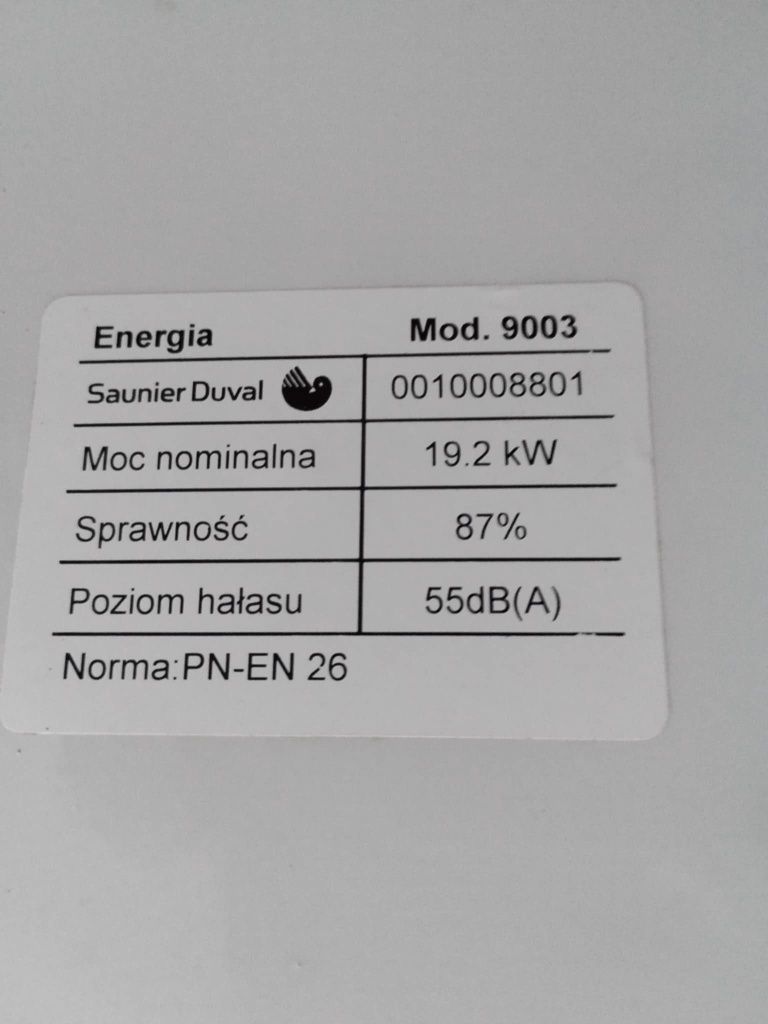 Energia Mod. 9003
Saunier Duval 0010008801
Moc nominalna 19.2 kW
Sprawność 87%
Poziom hałasu 55dB(A)
Norma:PN-EN 26